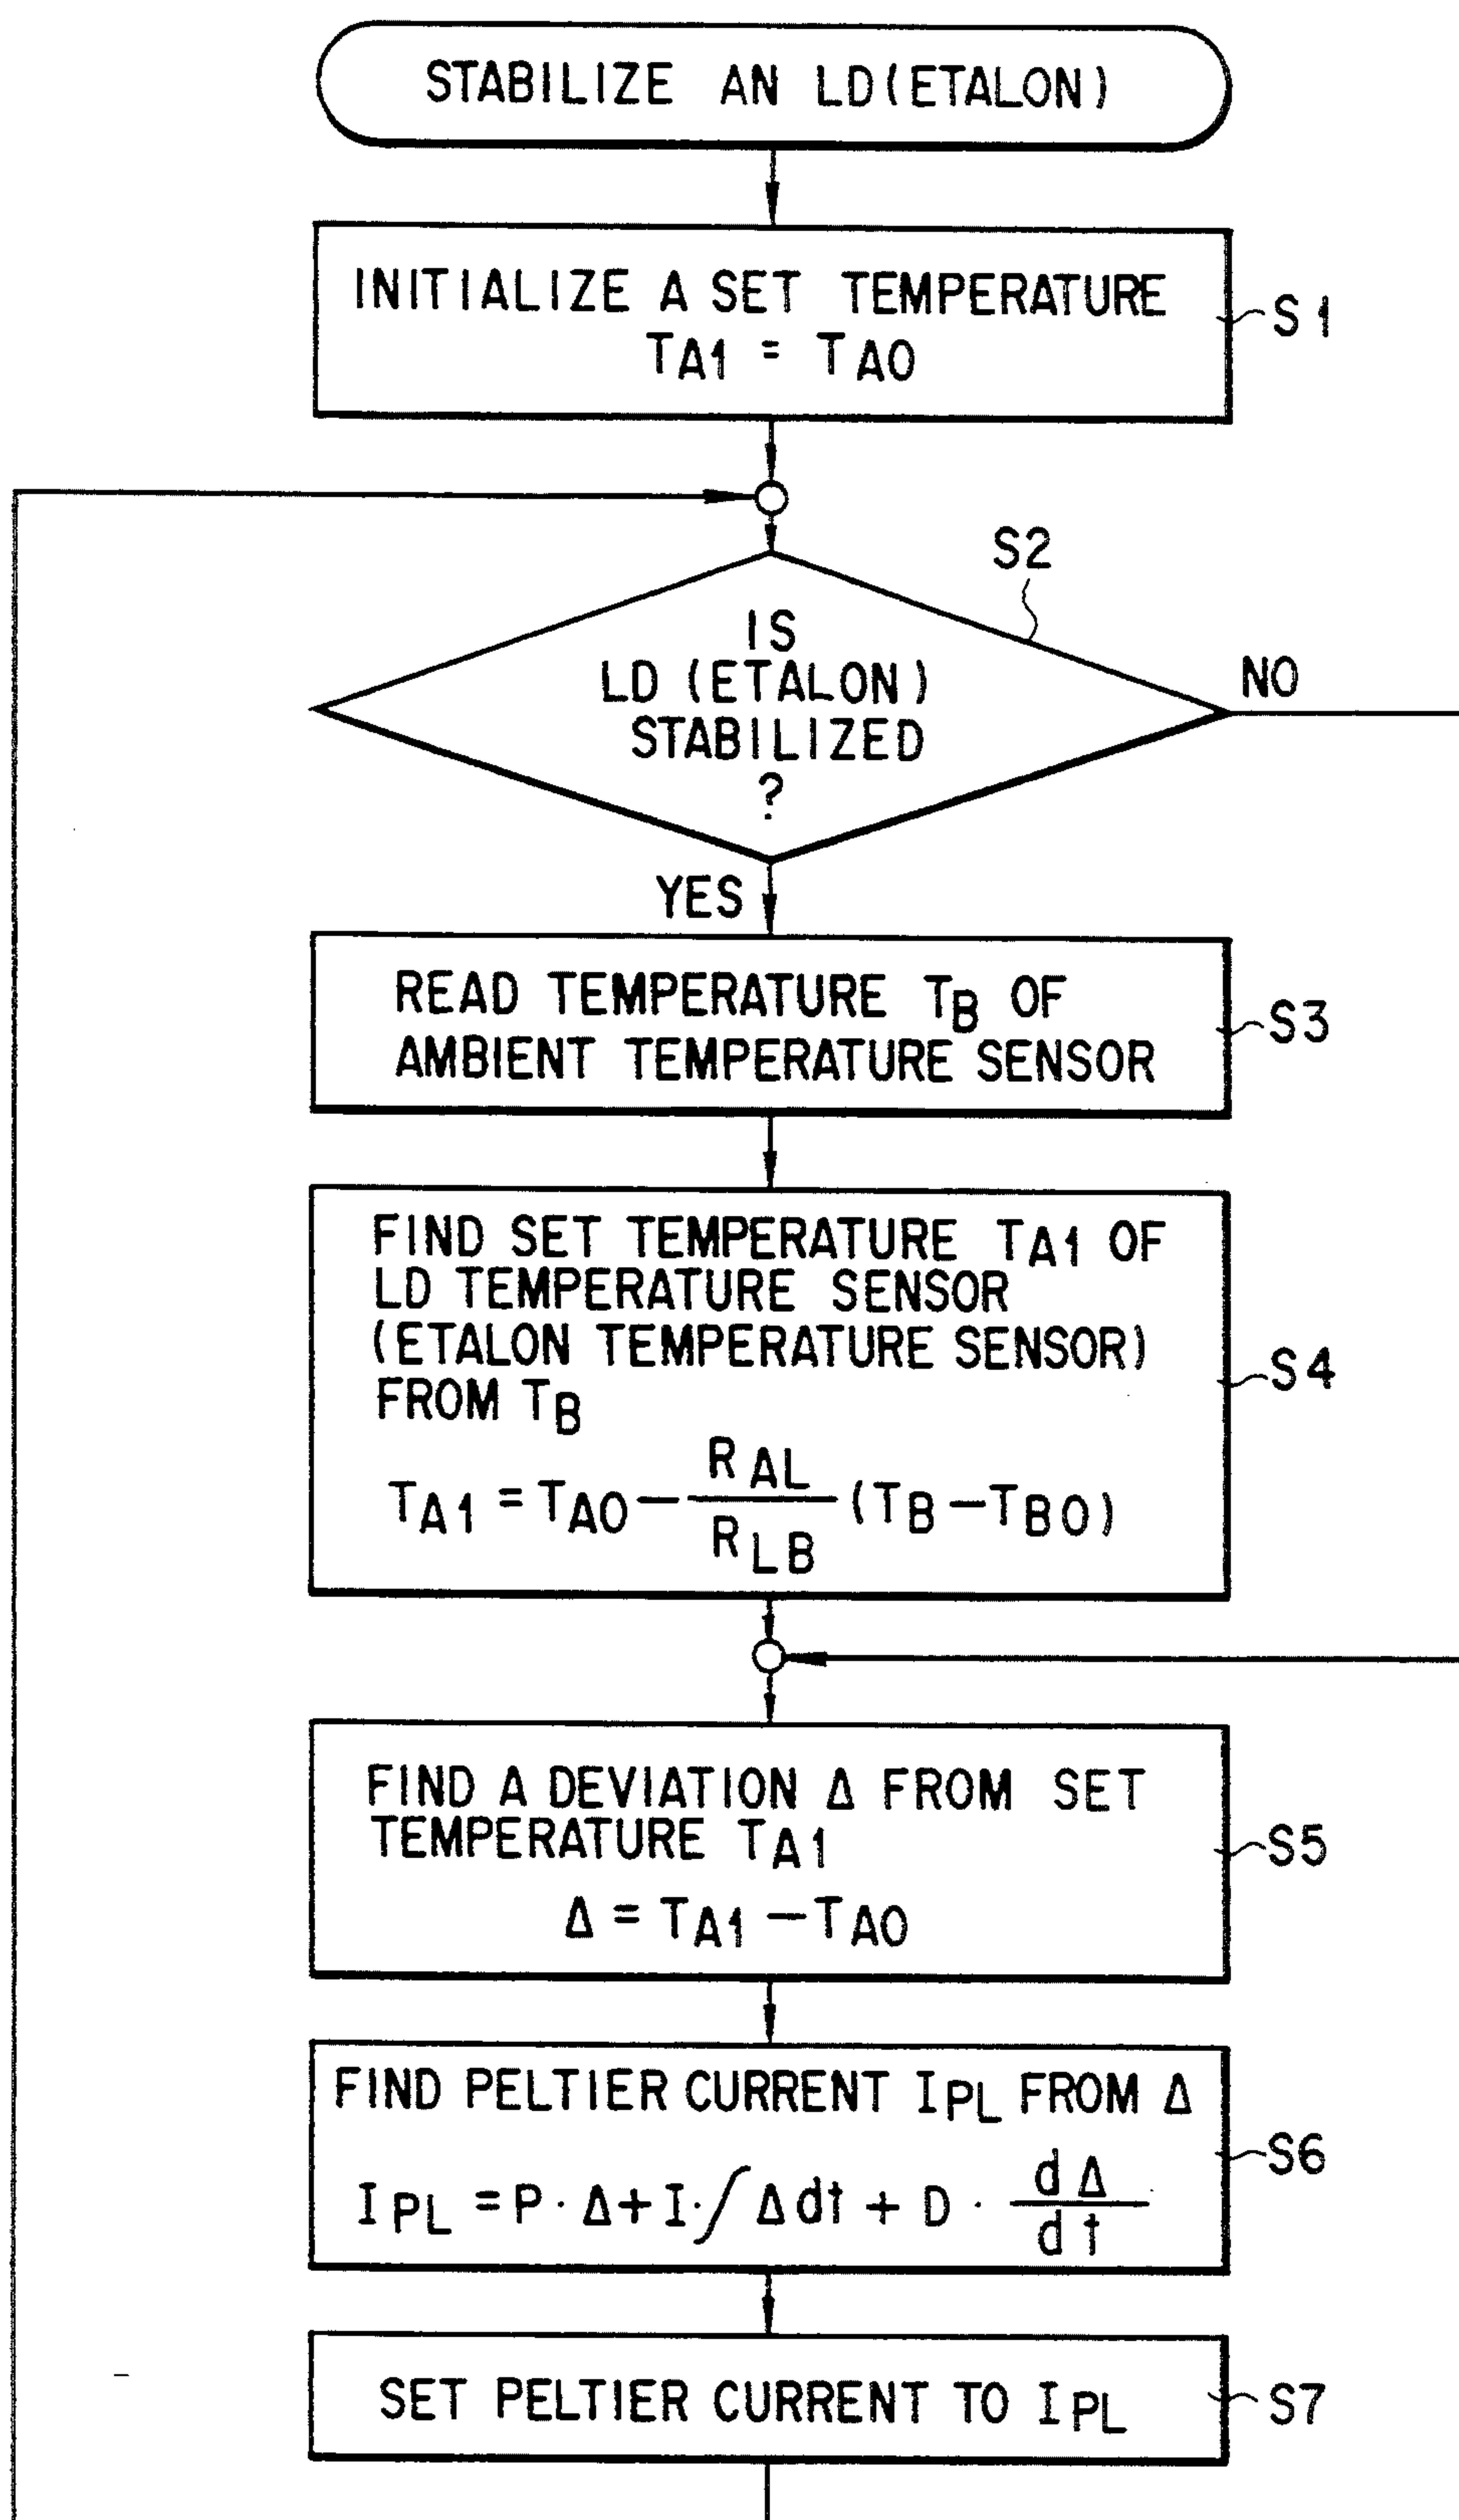 STABILIZE AN LD(ETALON)
INITIALIZE A SET TEMPERATURE
TA1 = TA0
S1
S2
IS
LD (ETALON)
STABILIZED
?
NO
YES
READ TEMPERATURE TB OF
AMBIENT TEMPERATURE SENSOR
S3
FIND SET TEMPERATURE TA1 OF
LD TEMPERATURE SENSOR
(ETALON TEMPERATURE SENSOR)
FROM TB
TA1 = TA0 − RAL/RLB (TB − TB0)
S4
FIND A DEVIATION Δ FROM SET
TEMPERATURE TA1
Δ = TA1 − TA0
S5
FIND PELTIER CURRENT IPL FROM Δ
IPL = P · Δ + I · ∫ Δ dt + D · dΔ/dt
S6
SET PELTIER CURRENT TO IPL
S7